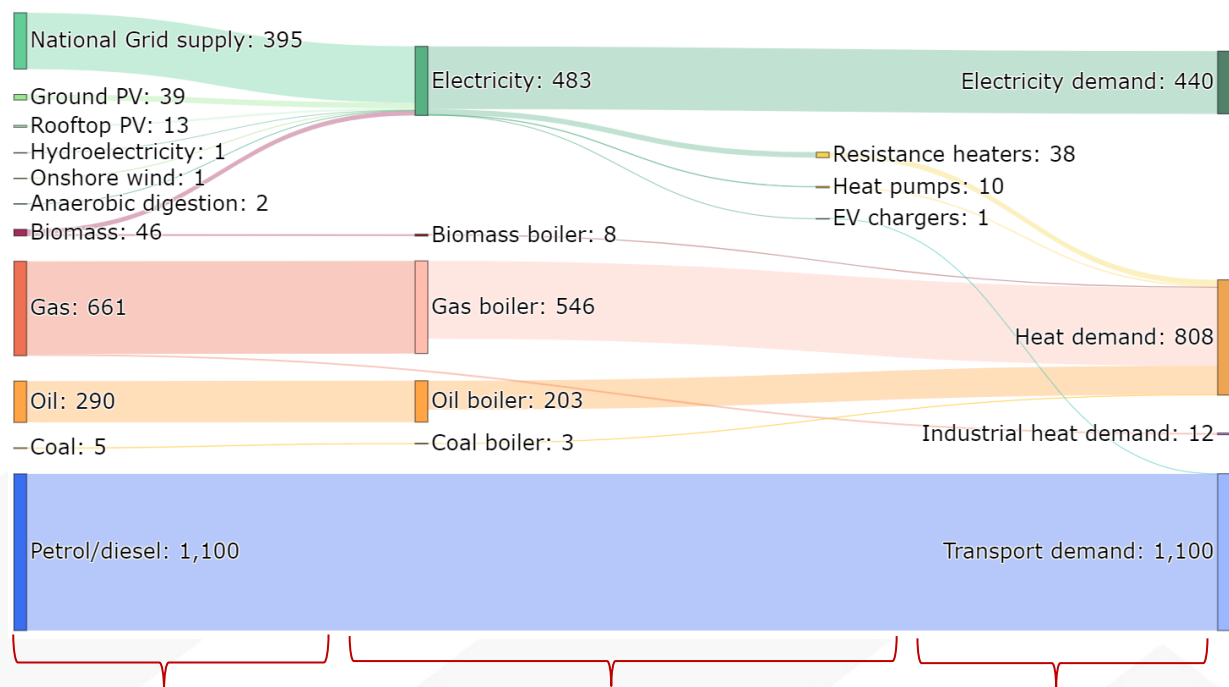 National Grid supply: 395
Ground PV: 39
Rooftop PV: 13
Hydroelectricity: 1
Onshore wind: 1
Anaerobic digestion: 2
Biomass: 46
Gas: 661
Oil: 290
Coal: 5
Petrol/diesel: 1,100
Electricity: 483
Biomass boiler: 8
Gas boiler: 546
Oil boiler: 203
Coal boiler: 3
Resistance heaters: 38
Heat pumps: 10
EV chargers: 1
Electricity demand: 440
Heat demand: 808
Industrial heat demand: 12
Transport demand: 1,100